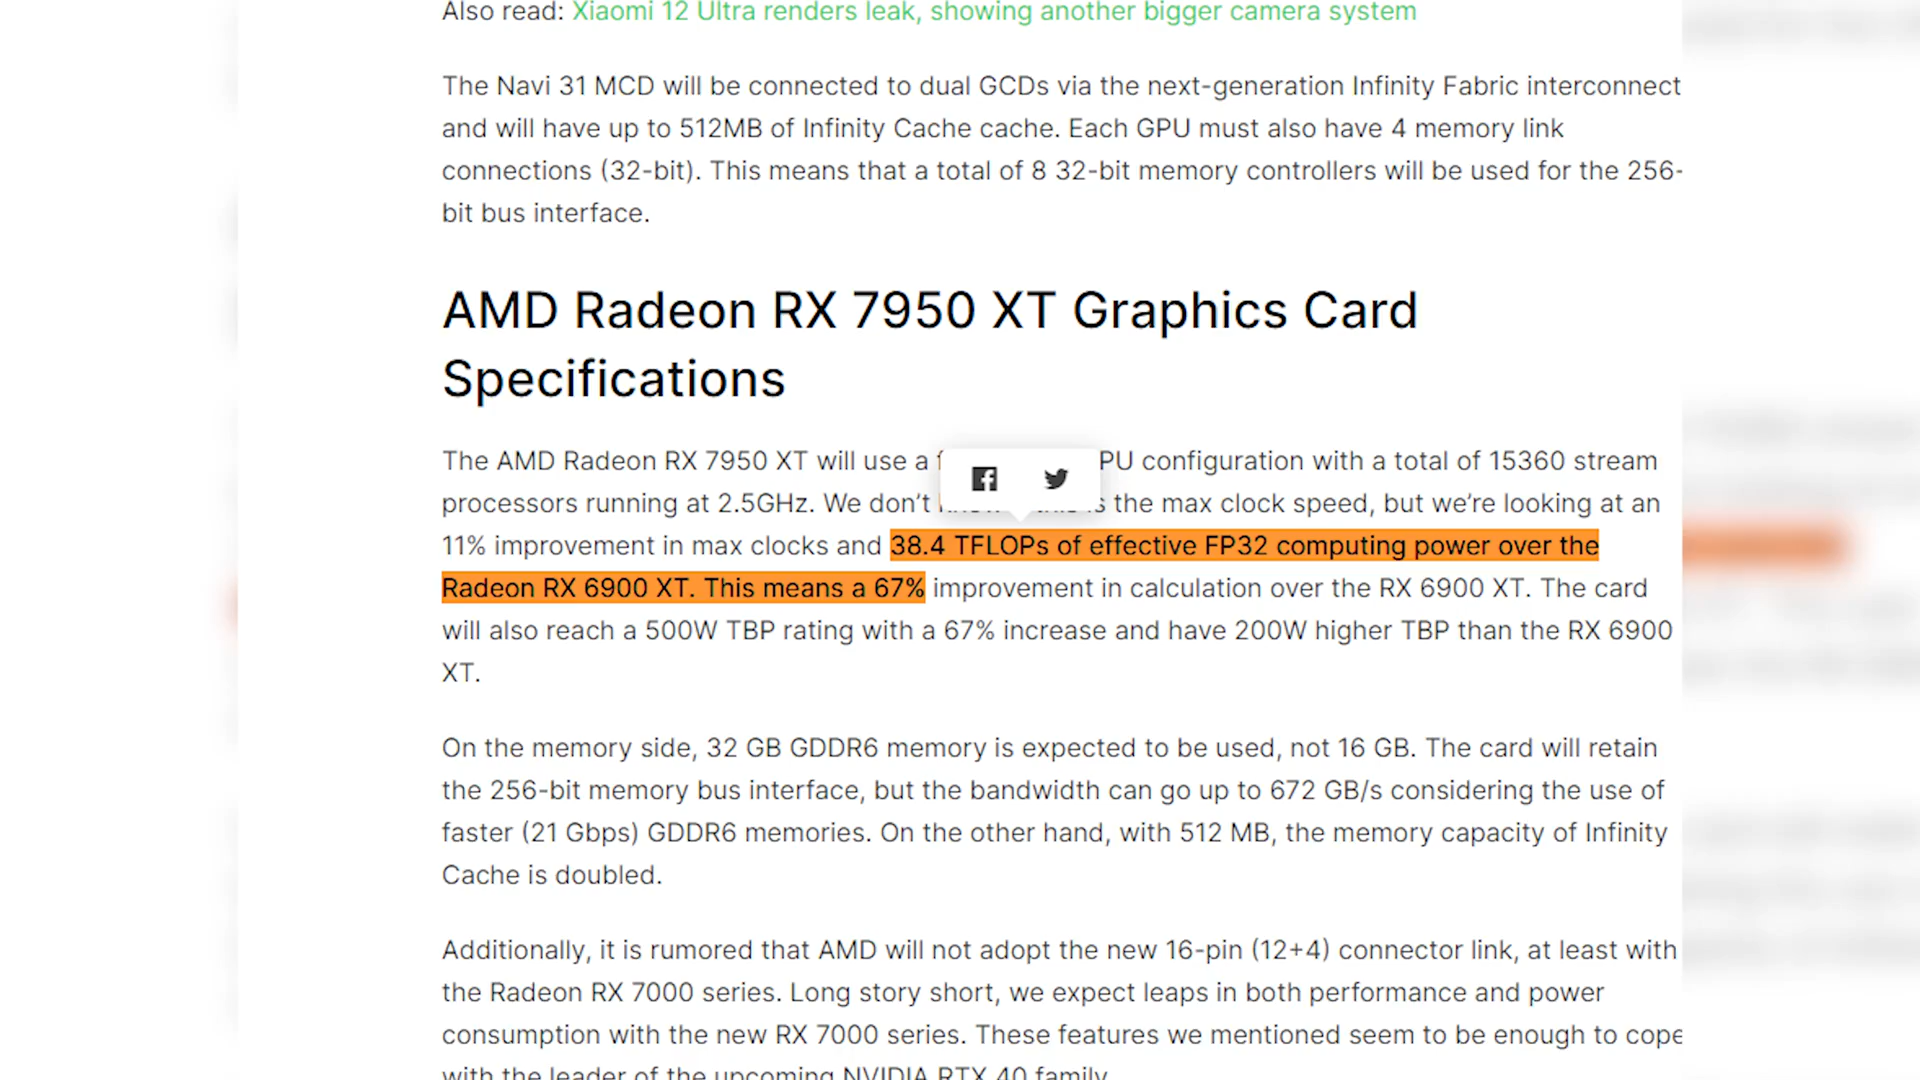 Also read: Xiaomi 12 Ultra renders leak, showing another bigger camera system
The Navi 31 MCD will be connected to dual GCDs via the next-generation Infinity Fabric interconnect
and will have up to 512MB of Infinity Cache cache. Each GPU must also have 4 memory link
connections (32-bit). This means that a total of 8 32-bit memory controllers will be used for the 256-
bit bus interface.
AMD Radeon RX 7950 XT Graphics Card
Specifications
The AMD Radeon RX 7950 XT will use a PU configuration with a total of 15360 stream
processors running at 2.5GHz. We don’t the max clock speed, but we’re looking at an
11% improvement in max clocks and 38.4 TFLOPs of effective FP32 computing power over the
Radeon RX 6900 XT. This means a 67% improvement in calculation over the RX 6900 XT. The card
will also reach a 500W TBP rating with a 67% increase and have 200W higher TBP than the RX 6900
XT.
On the memory side, 32 GB GDDR6 memory is expected to be used, not 16 GB. The card will retain
the 256-bit memory bus interface, but the bandwidth can go up to 672 GB/s considering the use of
faster (21 Gbps) GDDR6 memories. On the other hand, with 512 MB, the memory capacity of Infinity
Cache is doubled.
Additionally, it is rumored that AMD will not adopt the new 16-pin (12+4) connector link, at least with
the Radeon RX 7000 series. Long story short, we expect leaps in both performance and power
consumption with the new RX 7000 series. These features we mentioned seem to be enough to cope
with the leader of the upcoming NVIDIA RTX 40 family.